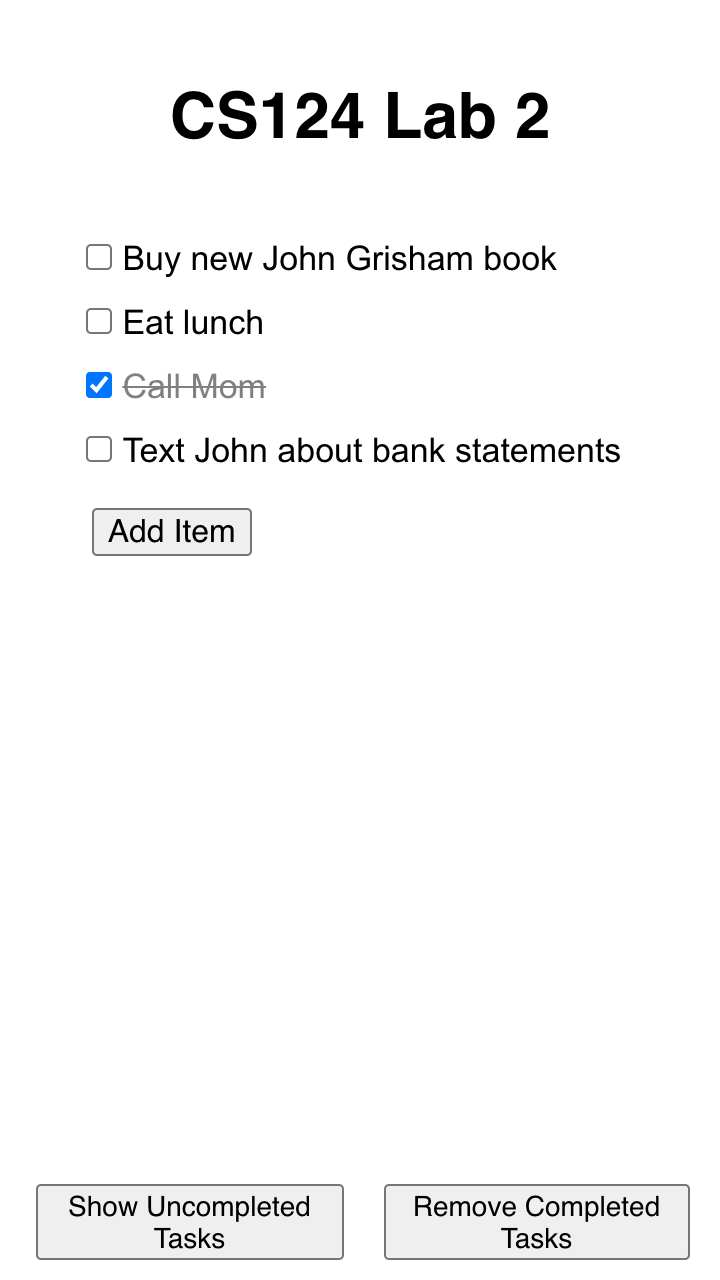 CS124 Lab 2
Buy new John Grisham book
Eat lunch
Call Mom
Text John about bank statements
Add Item
Show Uncompleted
Tasks
Remove Completed
Tasks